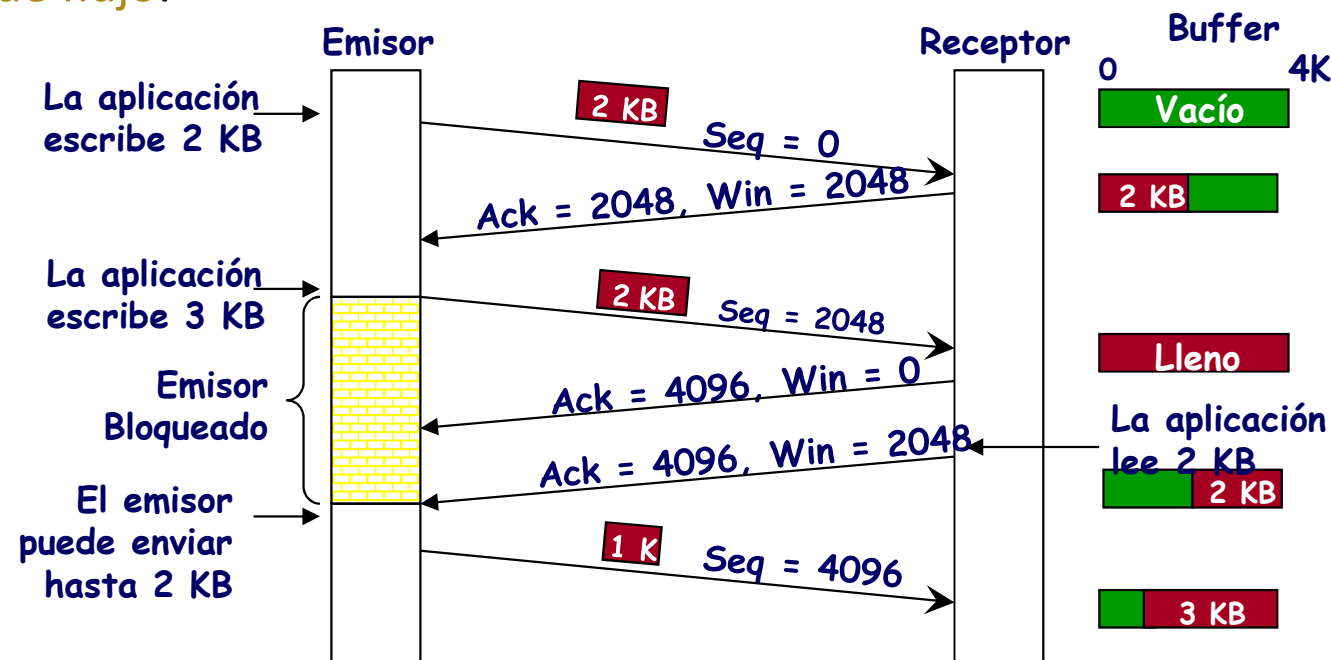 de flujo.
Emisor
Receptor
Buffer
0
4K
La aplicación
escribe 2 KB
2 KB
Seq = 0
Vacío
Ack = 2048, Win = 2048
2 KB
La aplicación
escribe 3 KB
2 KB
Seq = 2048
Lleno
Emisor
Bloqueado
Ack = 4096, Win = 0
La aplicación
lee 2 KB
Ack = 4096, Win = 2048
2 KB
El emisor
puede enviar
hasta 2 KB
1 K
Seq = 4096
3 KB